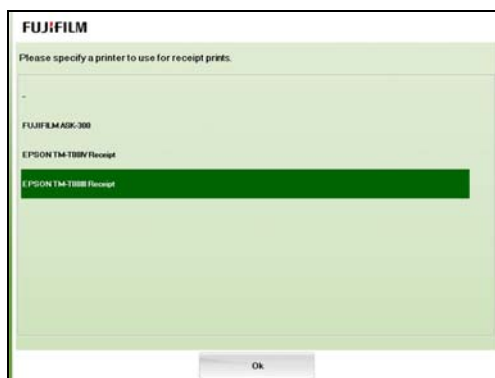 FUJIFILM
Please specify a printer to use for receipt prints.
-
FUJIFILM ASK-300
EPSON TM-T88IV Receipt
EPSON TM-T88III Receipt
Ok